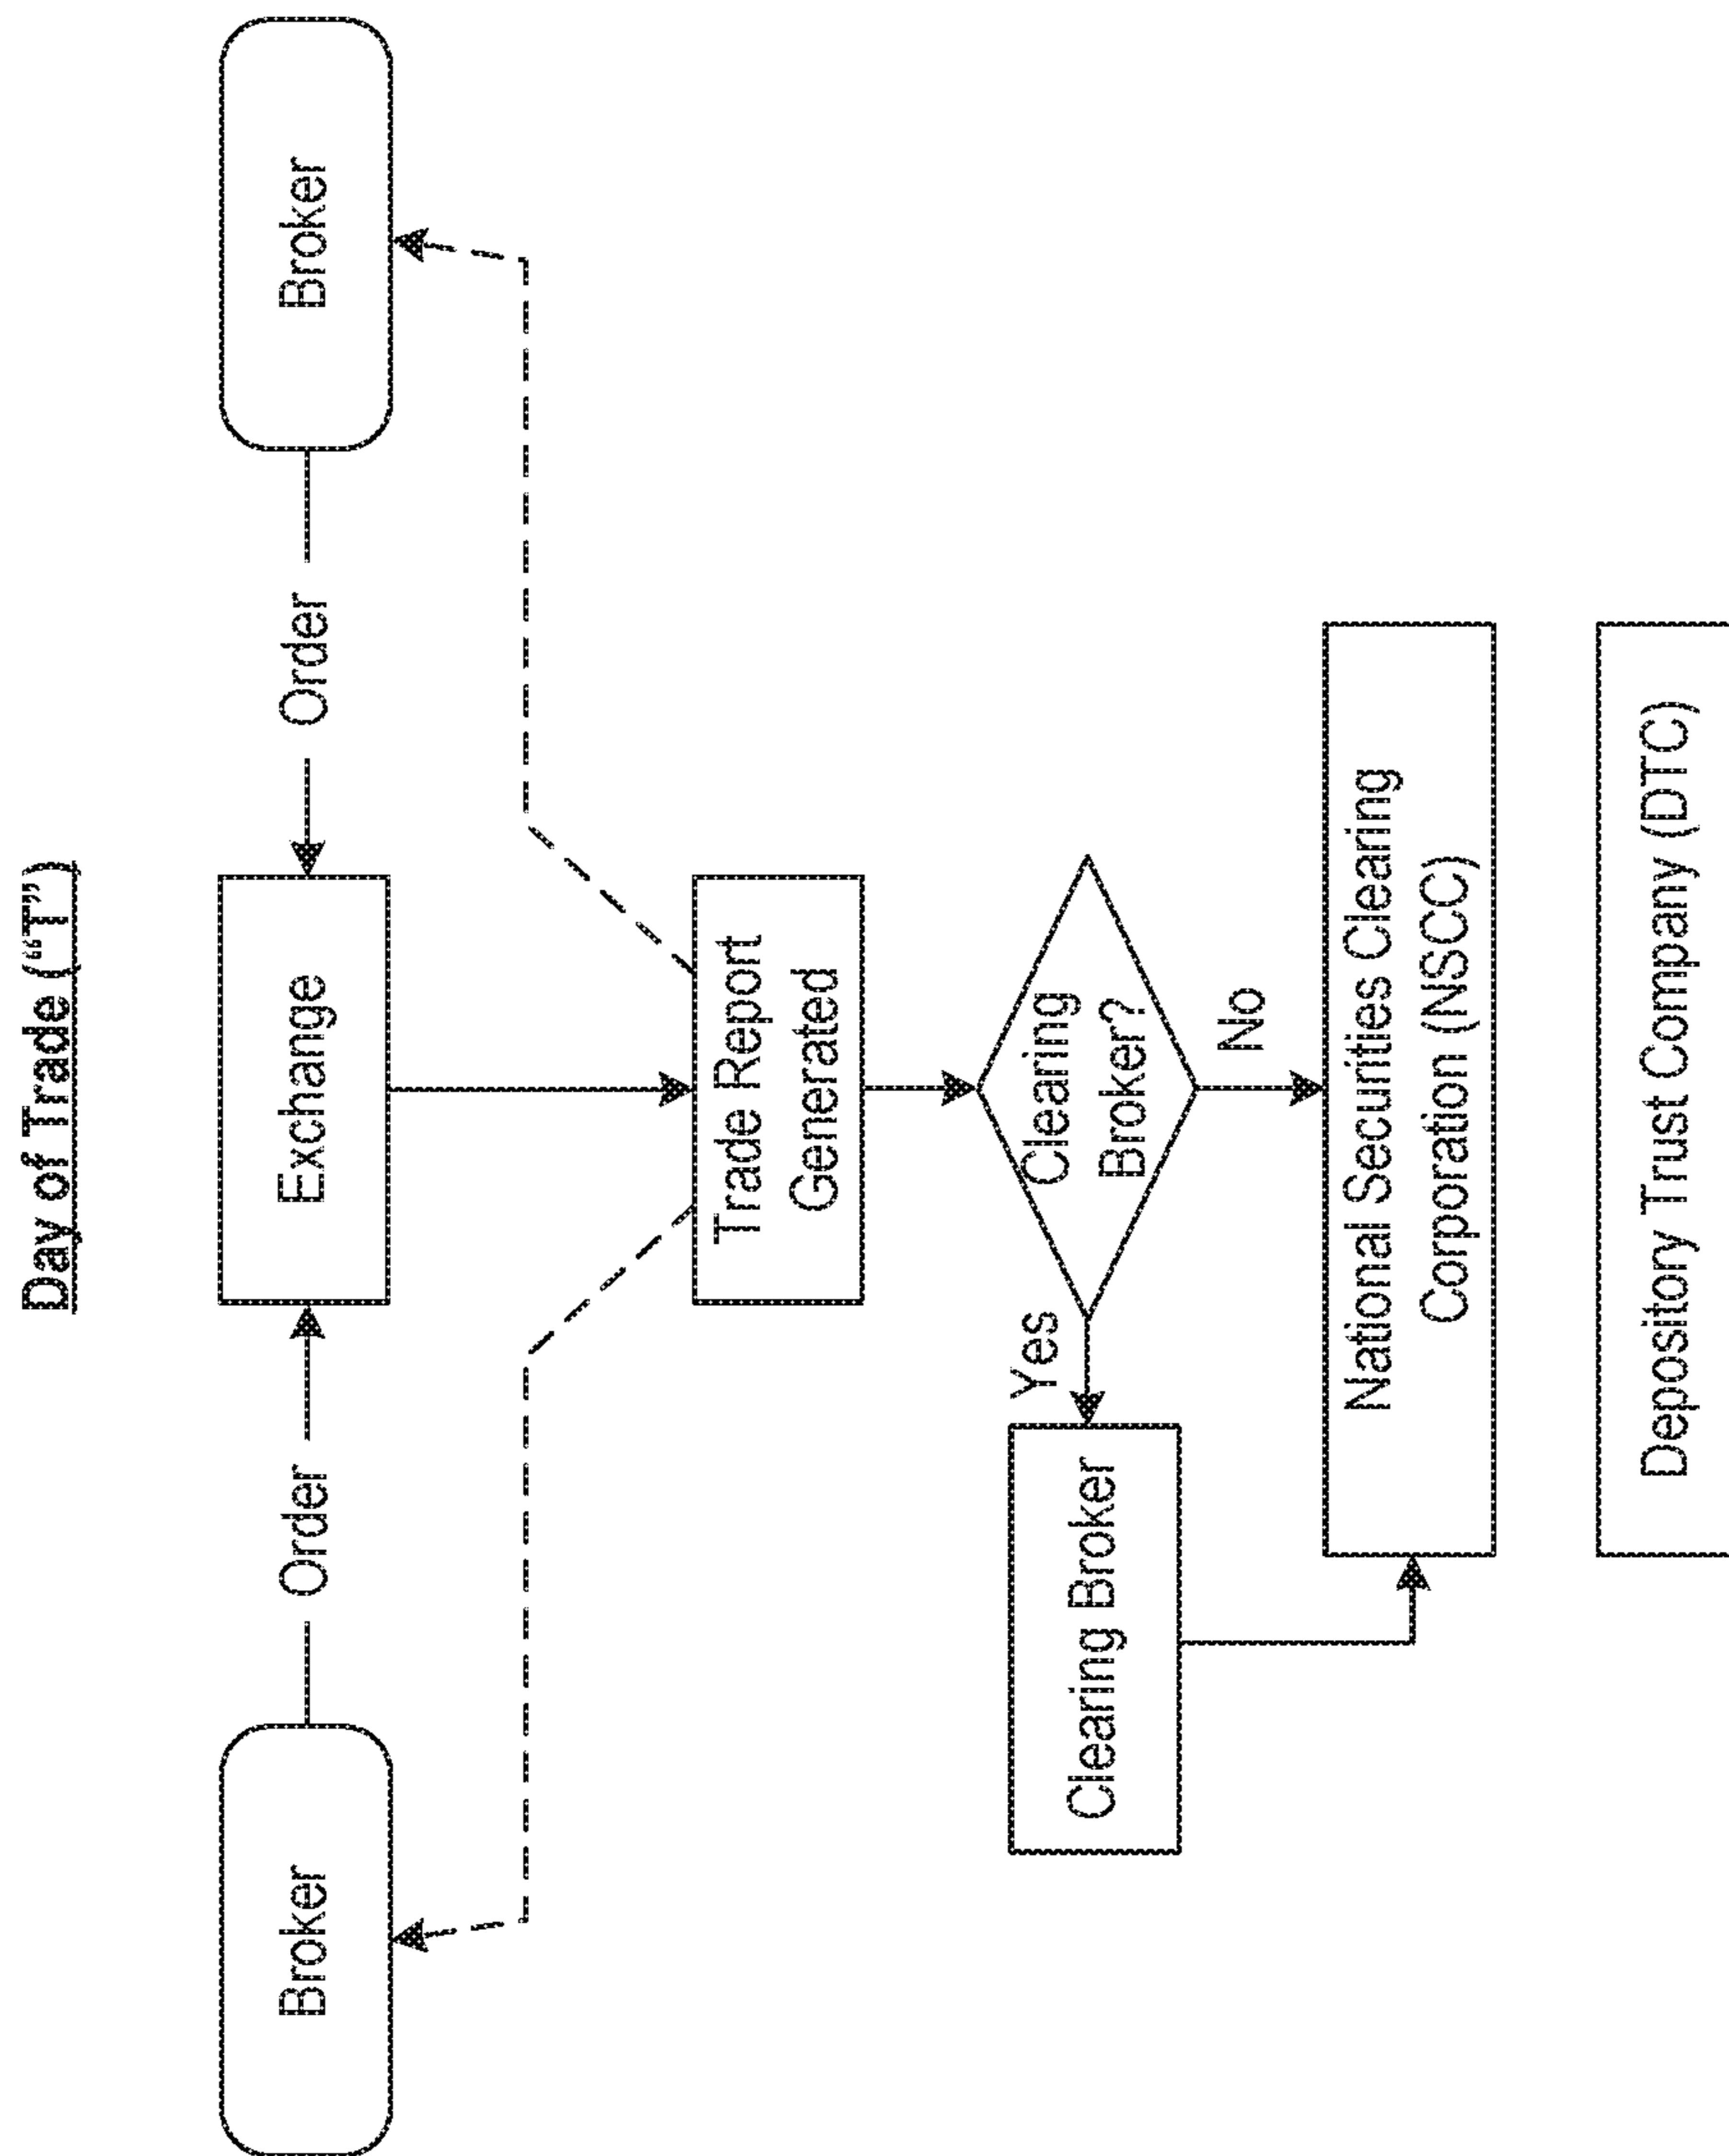 Day of Trade (“T”)
Broker
Order
Exchange
Order
Broker
Trade Report
Generated
Clearing
Broker?
Yes
No
Clearing Broker
National Securities Clearing
Corporation (NSCC)
Depository Trust Company (DTC)